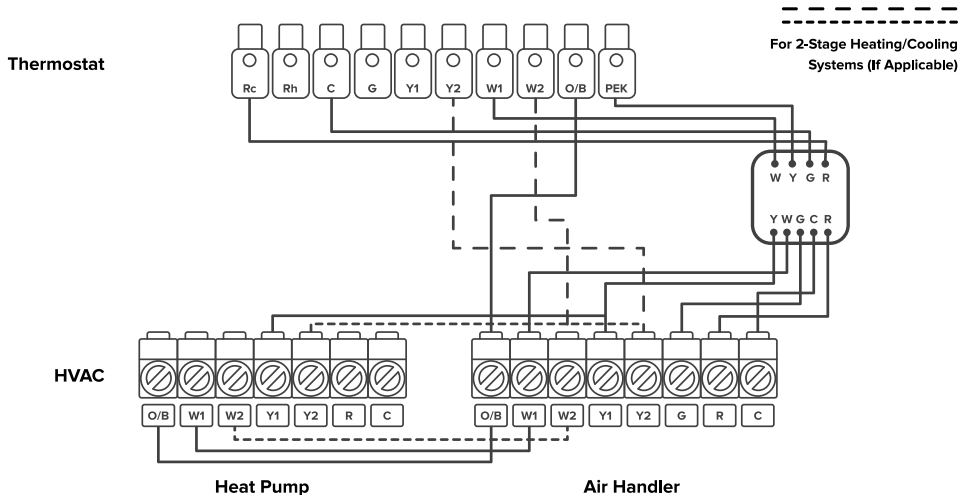 For 2-Stage Heating/Cooling
Systems (If Applicable)
Thermostat
Rc Rh C G Y1 Y2 W1 W2 O/B PEK
W Y G R
Y W G C R
HVAC
O/B W1 W2 Y1 Y2 R C
O/B W1 W2 Y1 Y2 G R C
Heat Pump
Air Handler